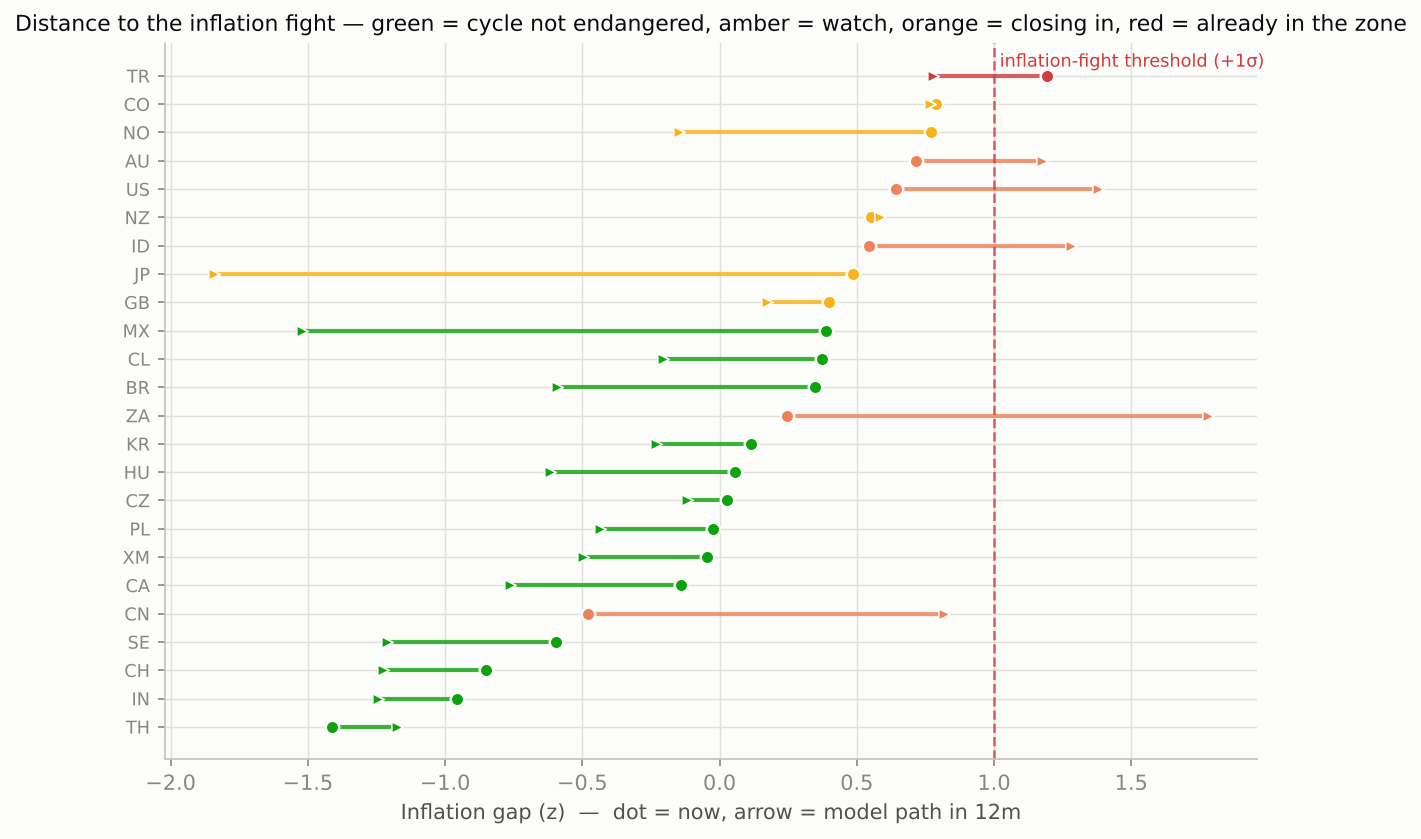 Distance to the inflation fight — green = cycle not endangered, amber = watch, orange = closing in, red = already in the zone
inflation-fight threshold (+1σ)
TR
CO
NO
AU
US
NZ
ID
JP
GB
MX
CL
BR
ZA
KR
HU
CZ
PL
XM
CA
CN
SE
CH
IN
TH
−2.0 −1.5 −1.0 −0.5 0.0 0.5 1.0 1.5
Inflation gap (z) — dot = now, arrow = model path in 12m